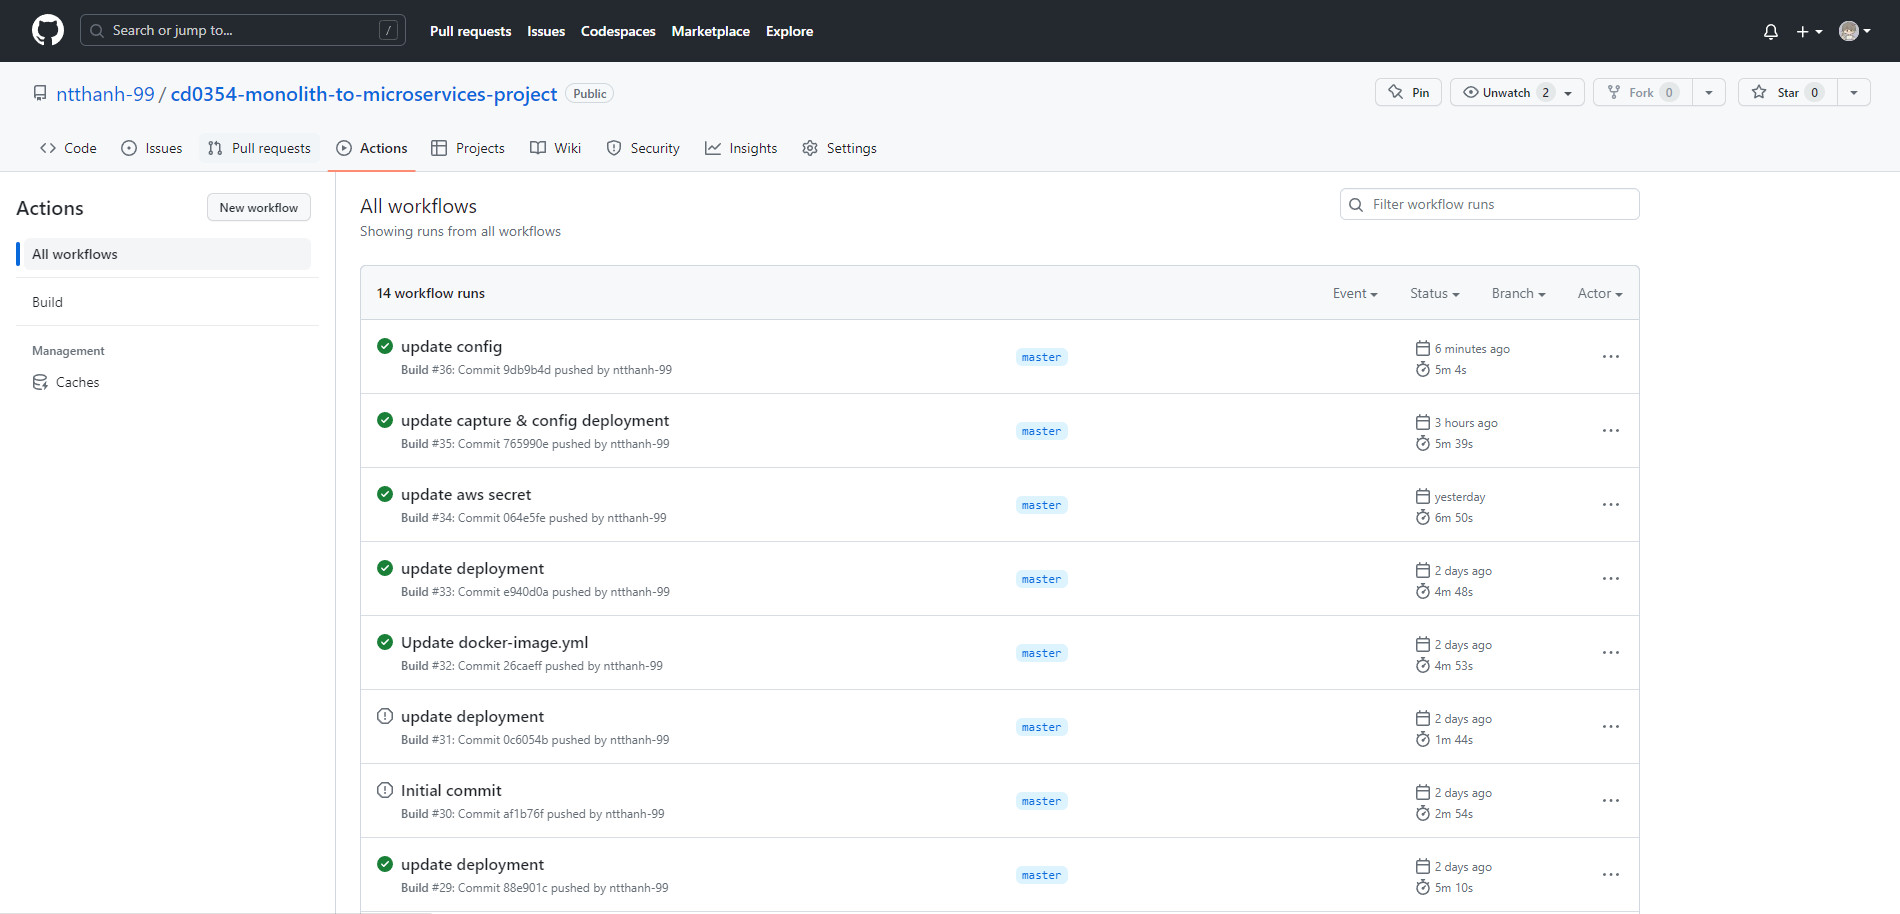 Search or jump to... /
Pull requests Issues Codespaces Marketplace Explore
ntthanh-99 / cd0354-monolith-to-microservices-project Public
Pin Unwatch 2 Fork 0 Star 0
Code Issues Pull requests Actions Projects Wiki Security Insights Settings
Actions
New workflow
All workflows
Build
Management
Caches
All workflows
Showing runs from all workflows
Filter workflow runs
14 workflow runs
Event Status Branch Actor
update config
Build #36: Commit 9db9b4d pushed by ntthanh-99
master
6 minutes ago
5m 4s
update capture & config deployment
Build #35: Commit 765990e pushed by ntthanh-99
master
3 hours ago
5m 39s
update aws secret
Build #34: Commit 064e5fe pushed by ntthanh-99
master
yesterday
6m 50s
update deployment
Build #33: Commit e940d0a pushed by ntthanh-99
master
2 days ago
4m 48s
Update docker-image.yml
Build #32: Commit 26caeff pushed by ntthanh-99
master
2 days ago
4m 53s
update deployment
Build #31: Commit 0c6054b pushed by ntthanh-99
master
2 days ago
1m 44s
Initial commit
Build #30: Commit af1b76f pushed by ntthanh-99
master
2 days ago
2m 54s
update deployment
Build #29: Commit 88e901c pushed by ntthanh-99
master
2 days ago
5m 10s